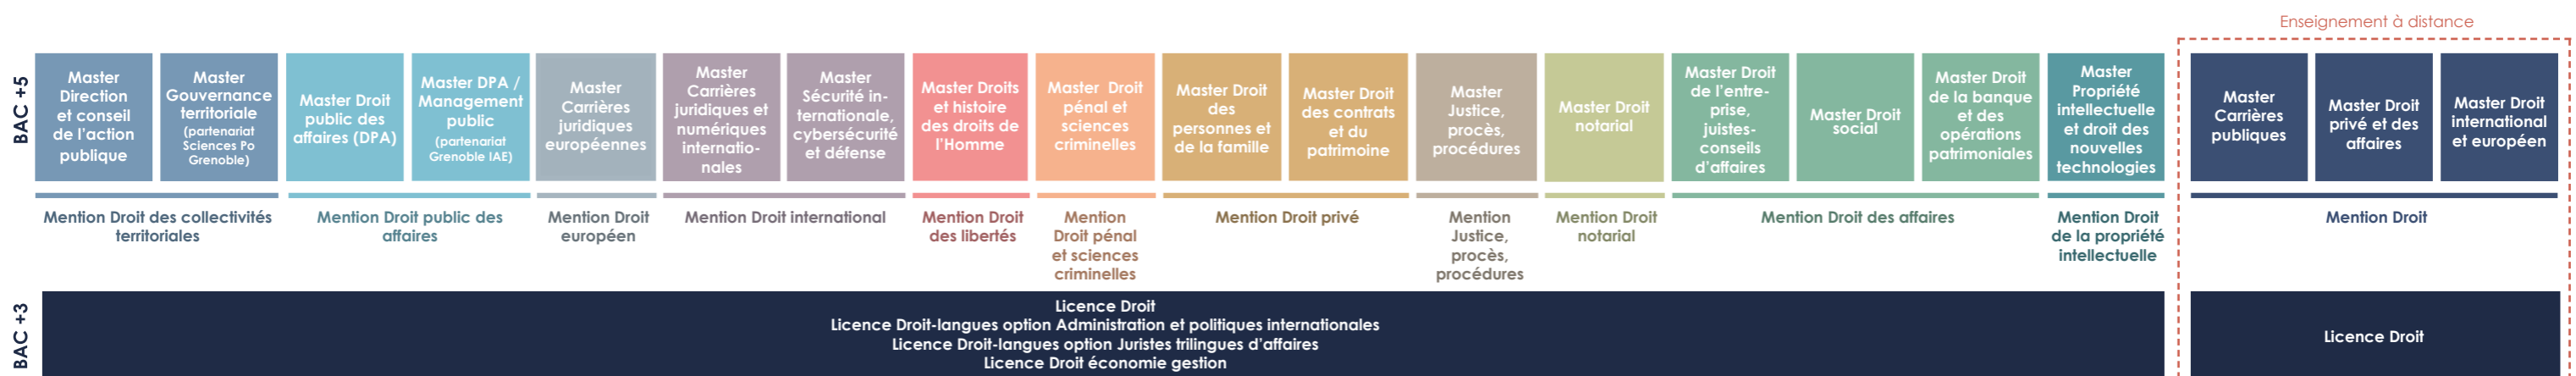 Enseignement à distance
BAC +5
Master
Direction
et conseil
de l'action
publique
Master
Gouvernance
territoriale
(partenariat
Sciences Po
Grenoble)
Master Droit
public des
affaires (DPA)
Master DPA /
Management
public
(partenariat
Grenoble IAE)
Master
Carrières
juridiques
européennes
Master
Carrières
juridiques et
numériques
internatio-
nales
Master
Sécurité in-
ternationale,
cybersécurité
et défense
Master Droits
et histoire
des droits de
l'Homme
Master Droit
pénal et
sciences
criminelles
Master Droit
des
personnes et
de la famille
Master Droit
des contrats
et du
patrimoine
Master
Justice,
procès,
procédures
Master Droit
notarial
Master Droit
de l'entre-
prise,
juistes-
conseils
d'affaires
Master Droit
social
Master Droit
de la banque
et des
opérations
patrimoniales
Master
Propriété
intellectuelle
et droit des
nouvelles
technologies
Master
Carrières
publiques
Master Droit
privé et des
affaires
Master Droit
international
et européen
Mention Droit des collectivités
territoriales
Mention Droit public des
affaires
Mention Droit
européen
Mention Droit international
Mention Droit
des libertés
Mention
Droit pénal
et sciences
criminelles
Mention Droit privé
Mention
Justice,
procès,
procédures
Mention Droit
notarial
Mention Droit des affaires
Mention Droit
de la propriété
intellectuelle
Mention Droit
BAC +3
Licence Droit
Licence Droit-langues option Administration et politiques internationales
Licence Droit-langues option Juristes trilingues d'affaires
Licence Droit économie gestion
Licence Droit